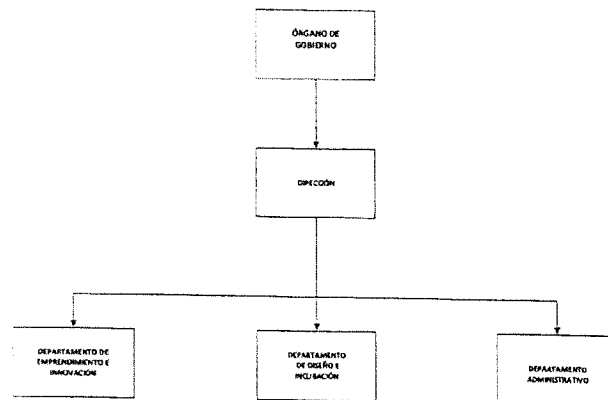 ÓRGANO DE
GOBIERNO
DIRECCIÓN
DEPARTAMENTO DE
EMPRENDIMIENTO E
INNOVACIÓN
DEPARTAMENTO
DE DISEÑO E
INCUBACIÓN
DEPARTAMENTO
ADMINISTRATIVO